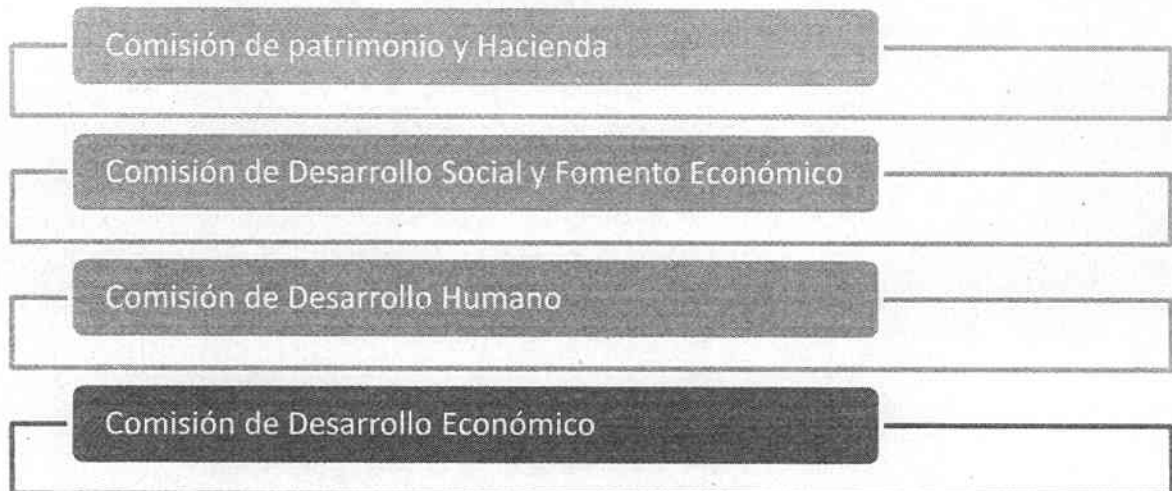 Comisión de patrimonio y Hacienda
Comisión de Desarrollo Social y Fomento Económico
Comisión de Desarrollo Humano
Comisión de Desarrollo Económico